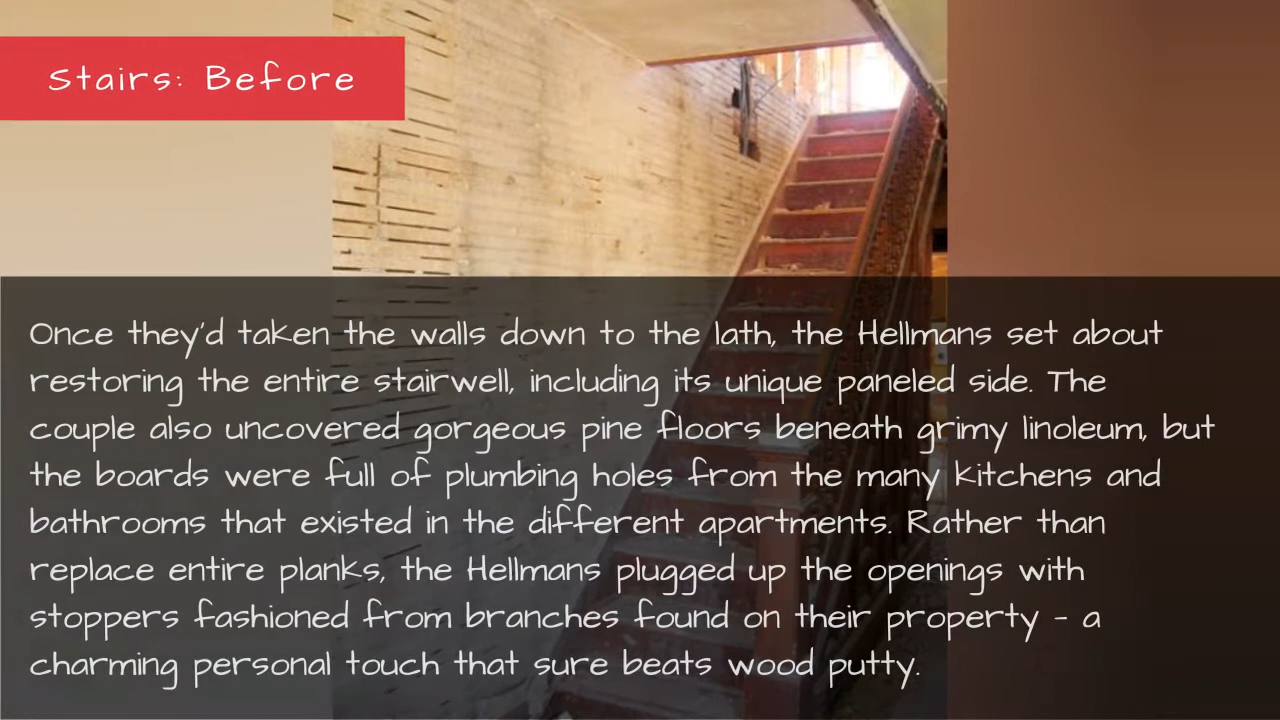 Stairs: Before
Once they'd taken the walls down to the lath, the Hellmans set about
restoring the entire stairwell, including its unique paneled side. The
couple also uncovered gorgeous pine floors beneath grimy linoleum, but
the boards were full of plumbing holes from the many kitchens and
bathrooms that existed in the different apartments. Rather than
replace entire planks, the Hellmans plugged up the openings with
stoppers fashioned from branches found on their property - a
charming personal touch that sure beats wood putty.